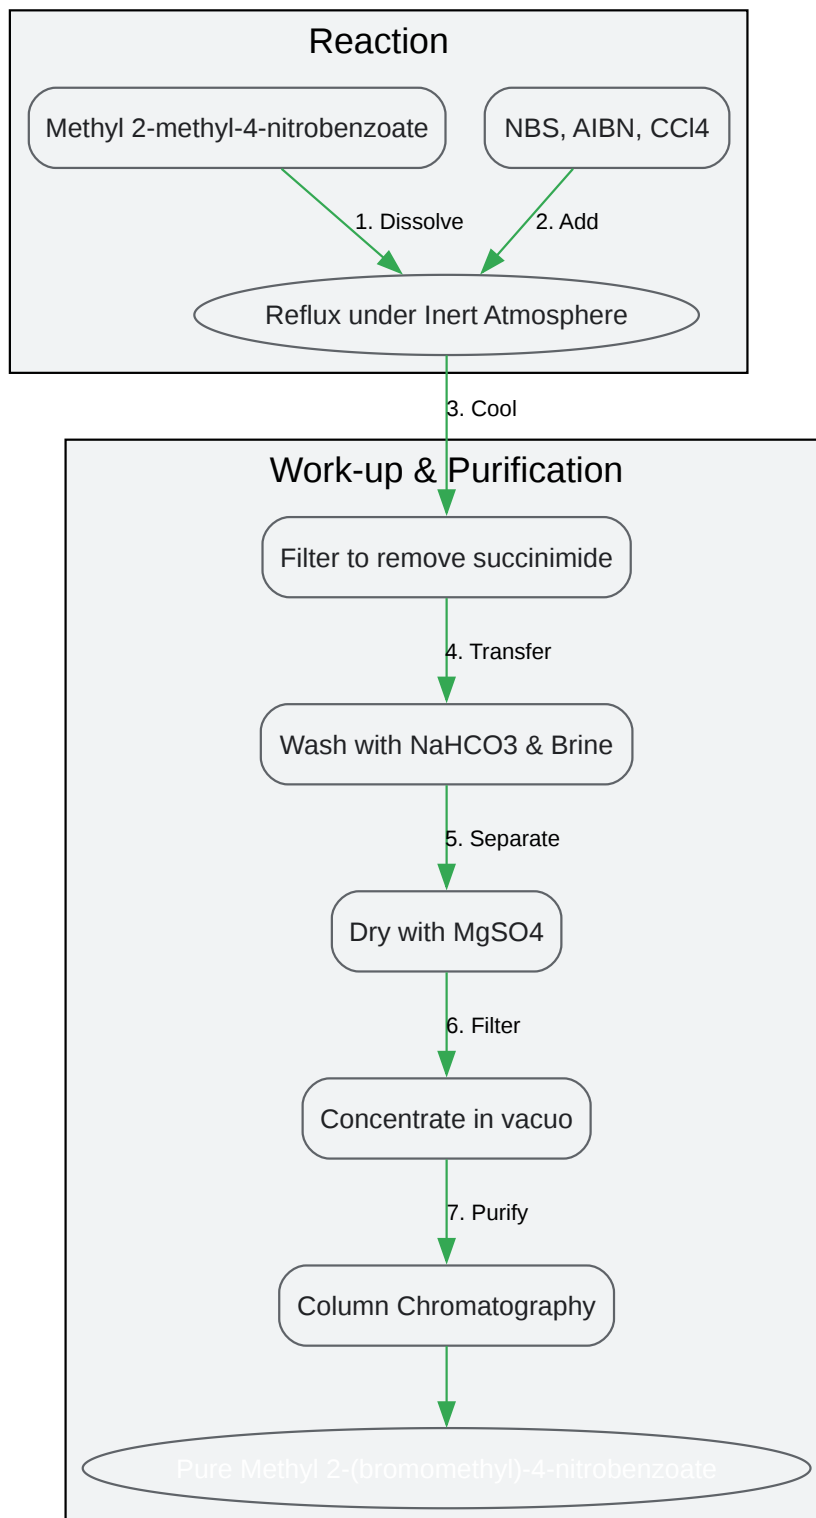 Reaction
Methyl 2-methyl-4-nitrobenzoate
NBS, AIBN, CCl4
1. Dissolve
2. Add
Reflux under Inert Atmosphere
3. Cool
Work-up & Purification
Filter to remove succinimide
4. Transfer
Wash with NaHCO3 & Brine
5. Separate
Dry with MgSO4
6. Filter
Concentrate in vacuo
7. Purify
Column Chromatography
Pure Methyl 2-(bromomethyl)-4-nitrobenzoate